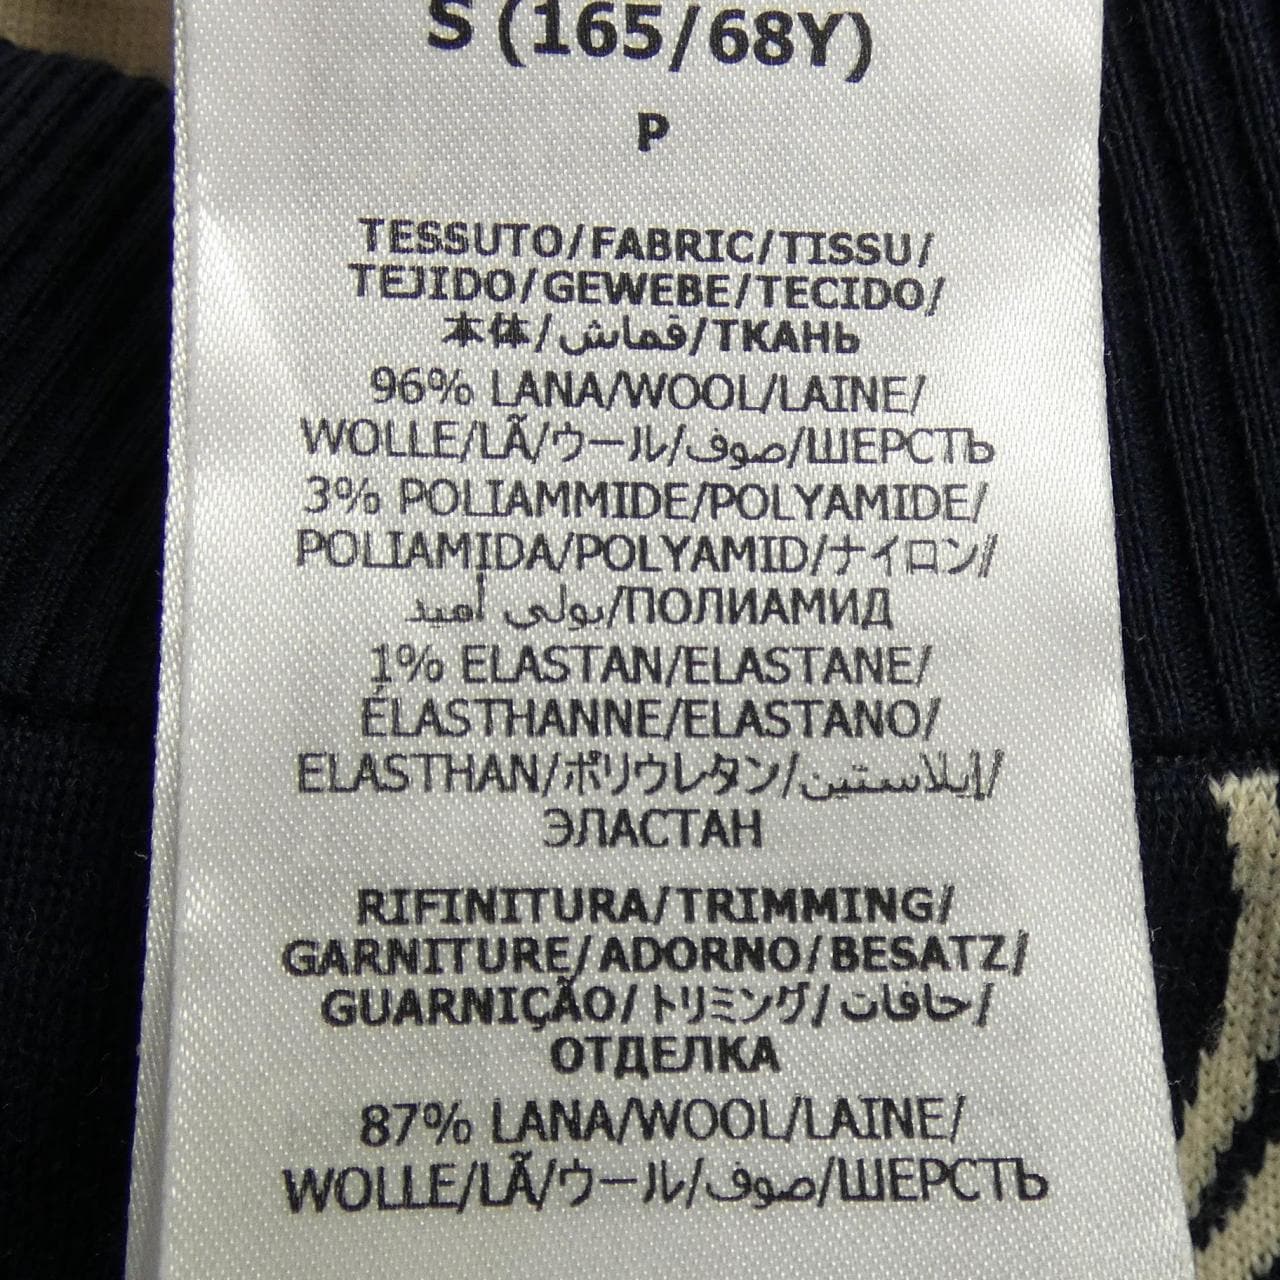 S (165/68Y)
P
TESSUTO/FABRIC/TISSU/
TEJIDO/GEWEBE/TECIDO/
本体/قماش/ТКАНЬ
96% LANA/WOOL/LAINE/
WOLLE/LÃ/ウール/صوف/ШЕРСТЬ
3% POLIAMMIDE/POLYAMIDE/
POLIAMIDA/POLYAMID/ナイロン/
بولي أميد/ПОЛИАМИД
1% ELASTAN/ELASTANE/
ÉLASTHANNE/ELASTANO/
ELASTHAN/ポリウレタン/إيلاستين/
ЭЛАСТАН
RIFINITURA/TRIMMING/
GARNITURE/ADORNO/BESATZ/
GUARNIÇÃO/トリミング/حافات/
ОТДЕЛКА
87% LANA/WOOL/LAINE/
WOLLE/LÃ/ウール/صوف/ШЕРСТЬ